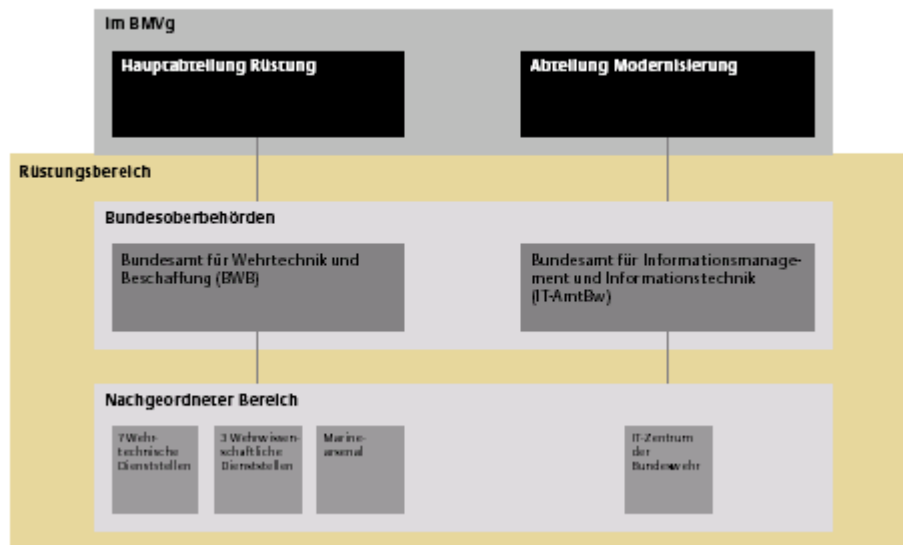 Im BMVg
Hauptabteilung Rüstung
Abteilung Modernisierung
Rüstungsbereich
Bundesoberbehörden
Bundesamt für Wehrtechnik und
Beschaffung (BWB)
Bundesamt für Informationsmanage-
ment und Informationstechnik
(IT-AmtBw)
Nachgeordneter Bereich
7 Wehr-
technische
Dienststellen
3 Wehrwissen-
schaftliche
Dienststellen
Marine-
arsenal
IT-Zentrum
der
Bundeswehr